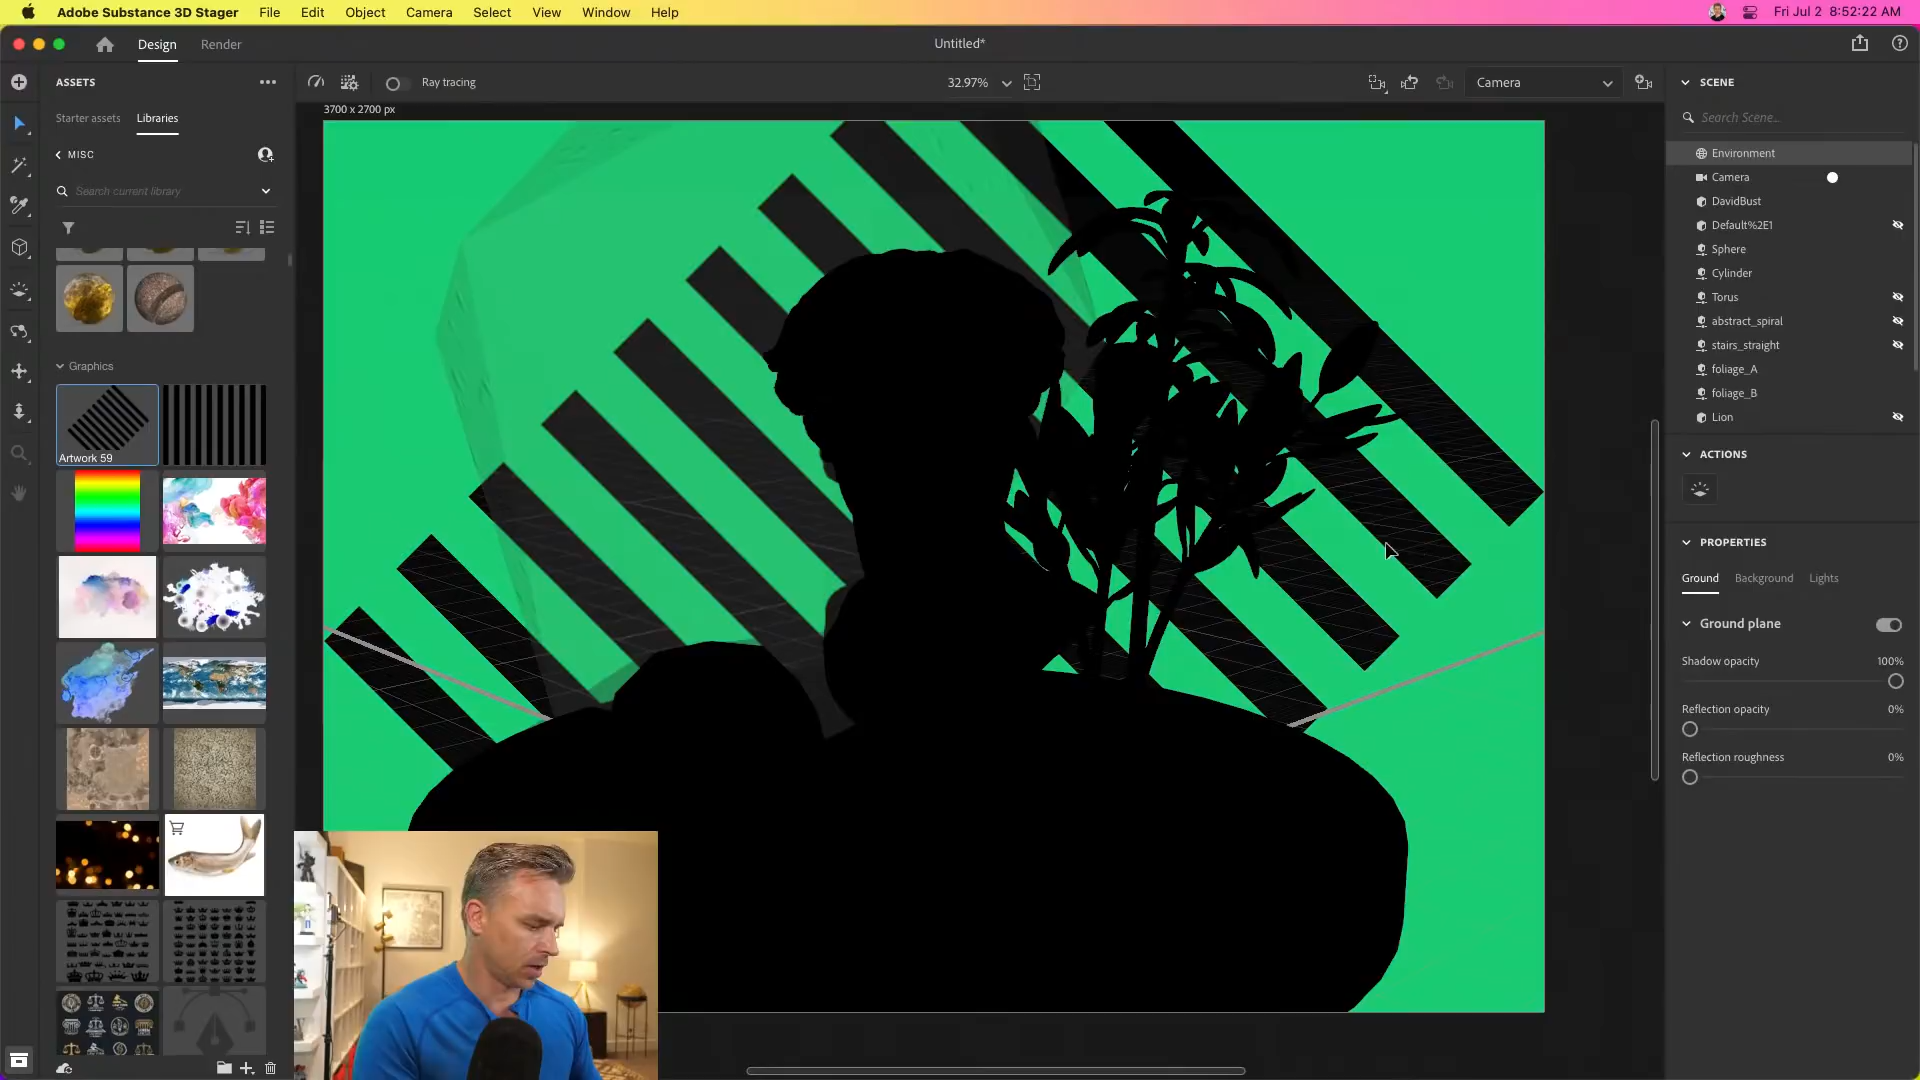 Adobe Substance 3D Stager File Edit Object Camera Select View Window Help Fri Jul 2 8:52:22 AM
Design Render Untitled*
ASSETS
Starter assets Libraries
MISC
Search current library
Graphics
Artwork 59
Ray tracing 32.97% Camera
3700 x 2700 px
SCENE
Search Scene...
Environment
Camera
DavidBust
Default%2E1
Sphere
Cylinder
Torus
abstract_spiral
stairs_straight
foliage_A
foliage_B
Lion
ACTIONS
PROPERTIES
Ground Background Lights
Ground plane
Shadow opacity 100%
Reflection opacity 0%
Reflection roughness 0%